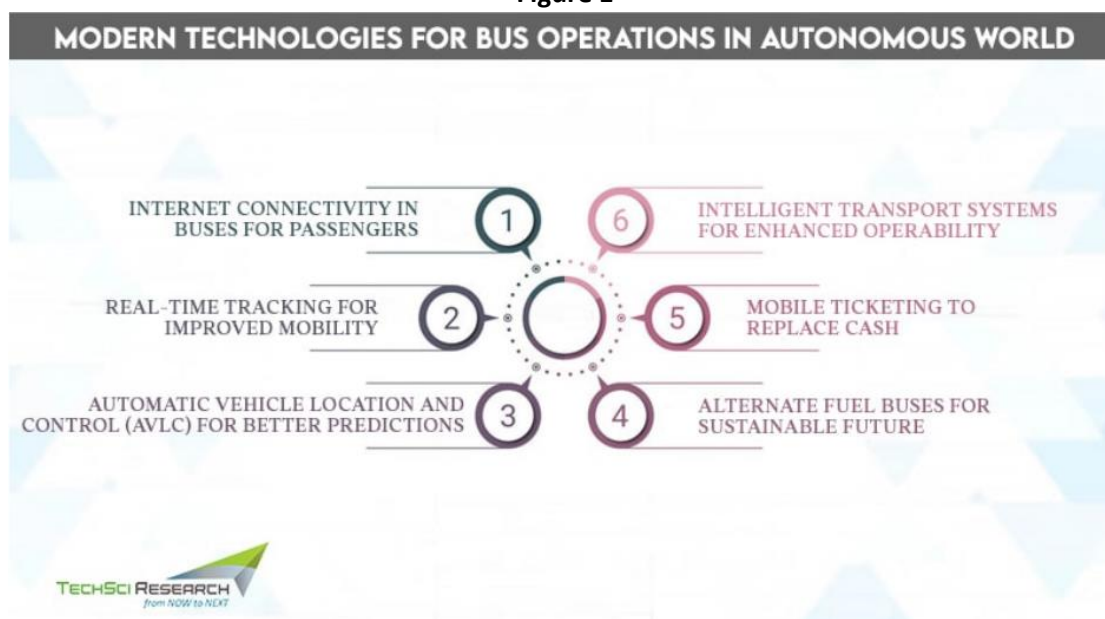 MODERN TECHNOLOGIES FOR BUS OPERATIONS IN AUTONOMOUS WORLD
1
INTERNET CONNECTIVITY IN
BUSES FOR PASSENGERS
2
REAL-TIME TRACKING FOR
IMPROVED MOBILITY
3
AUTOMATIC VEHICLE LOCATION AND
CONTROL (AVLC) FOR BETTER PREDICTIONS
4
ALTERNATE FUEL BUSES FOR
SUSTAINABLE FUTURE
5
MOBILE TICKETING TO
REPLACE CASH
6
INTELLIGENT TRANSPORT SYSTEMS
FOR ENHANCED OPERABILITY
TECHSCI RESEARCH
from NOW to NEXT